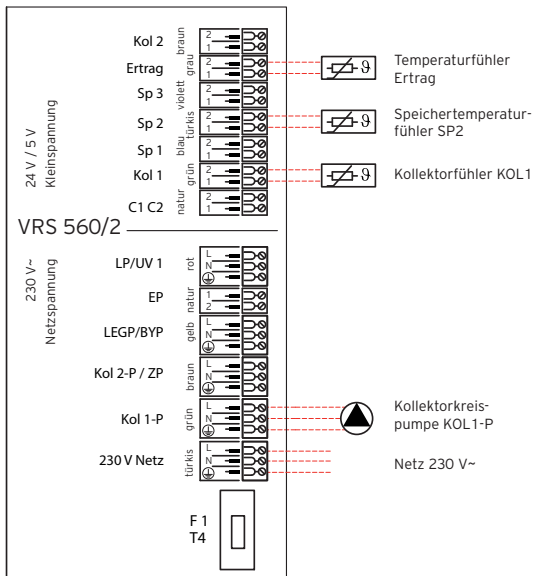 Kol 2
2
1
braun
Ertrag
2
1
grau
Temperaturfühler
Ertrag
ϑ
Sp 3
2
1
violett
Sp 2
2
1
türkis
Speichertemperatur-
fühler SP2
ϑ
Sp 1
2
1
blau
Kol 1
2
1
grün
Kollektorfühler KOL1
ϑ
C1 C2
2
1
natur
24 V / 5 V
Kleinspannung
VRS 560/2
230 V~
Netzspannung
LP/UV 1
L
N
rot
EP
1
2
natur
LEGP/BYP
L
N
gelb
Kol 2-P / ZP
L
N
braun
Kol 1-P
L
N
grün
Kollektorkreis-
pumpe KOL1-P
230 V Netz
L
N
türkis
Netz 230 V~
F 1
T4